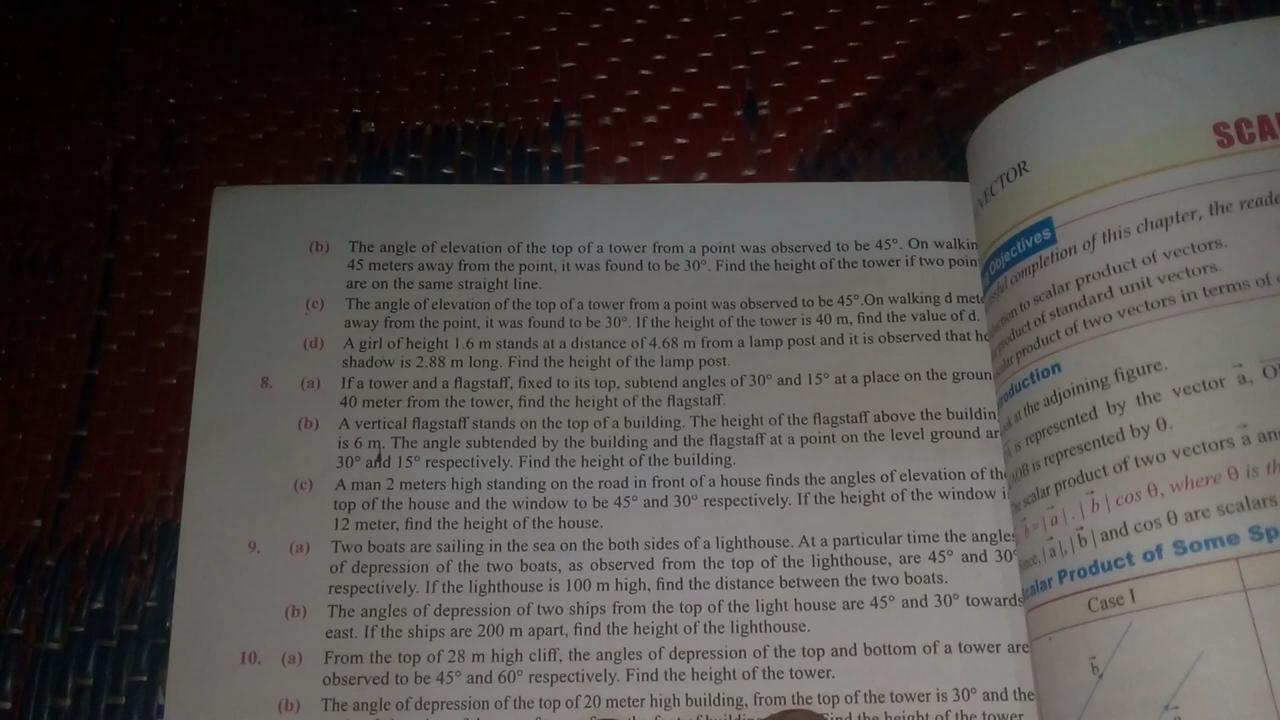 (b) The angle of elevation of the top of a tower from a point was observed to be 45°. On walkin
45 meters away from the point, it was found to be 30°. Find the height of the tower if two poin
are on the same straight line.
(c) The angle of elevation of the top of a tower from a point was observed to be 45°.On walking d mete
away from the point, it was found to be 30°. If the height of the tower is 40 m, find the value of d.
(d) A girl of height 1.6 m stands at a distance of 4.68 m from a lamp post and it is observed that he
shadow is 2.88 m long. Find the height of the lamp post.
8. (a) If a tower and a flagstaff, fixed to its top, subtend angles of 30° and 15° at a place on the groun
40 meter from the tower, find the height of the flagstaff.
(b) A vertical flagstaff stands on the top of a building. The height of the flagstaff above the buildin
is 6 m. The angle subtended by the building and the flagstaff at a point on the level ground ar
30° and 15° respectively. Find the height of the building.
(c) A man 2 meters high standing on the road in front of a house finds the angles of elevation of the
top of the house and the window to be 45° and 30° respectively. If the height of the window i
12 meter, find the height of the house.
9. (a) Two boats are sailing in the sea on the both sides of a lighthouse. At a particular time the angles
of depression of the two boats, as observed from the top of the lighthouse, are 45° and 30°
respectively. If the lighthouse is 100 m high, find the distance between the two boats.
(b) The angles of depression of two ships from the top of the light house are 45° and 30° towards
east. If the ships are 200 m apart, find the height of the lighthouse.
10. (a) From the top of 28 m high cliff, the angles of depression of the top and bottom of a tower are
observed to be 45° and 60° respectively. Find the height of the tower.
(b) The angle of depression of the top of 20 meter high building, from the top of the tower is 30° and the
the height of the tower
VECTOR
SCA
Objectives
completion of this chapter, the reade
to scalar product of vectors.
product of standard unit vectors.
product of two vectors in terms of
roduction
at the adjoining figure.
is represented by the vector a⃗, O
AOB is represented by θ.
scalar product of two vectors a⃗ an
b⃗ = |a⃗| . |b⃗| cos θ, where θ is th
|a⃗|, |b⃗| and cos θ are scalars
calar Product of Some Sp
Case I
b⃗